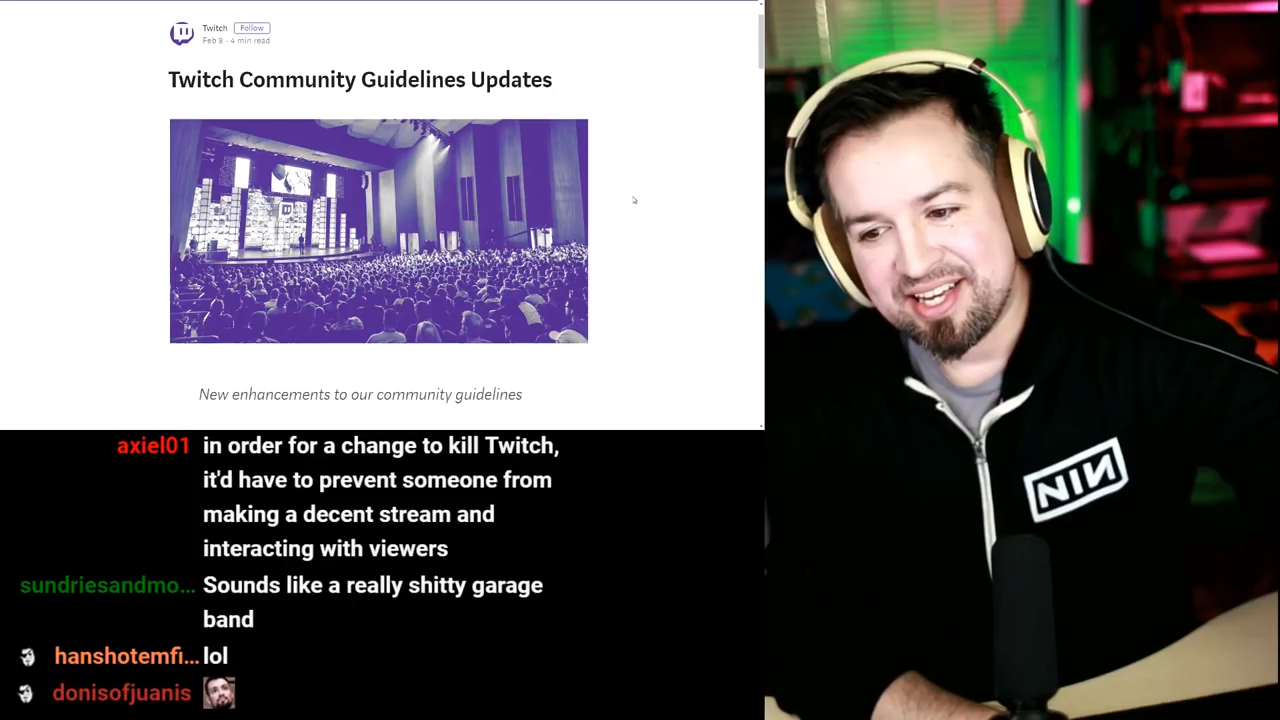 Twitch Follow
Feb 8 · 4 min read
Twitch Community Guidelines Updates
New enhancements to our community guidelines
axiel01 in order for a change to kill Twitch,
it'd have to prevent someone from
making a decent stream and
interacting with viewers
sundriesandmo... Sounds like a really shitty garage
band
hanshotemfi... lol
donisofjuanis
NIN